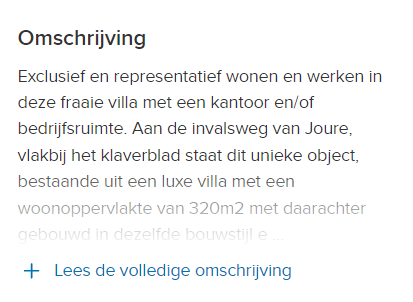 Omschrijving
Exclusief en representatief wonen en werken in
deze fraaie villa met een kantoor en/of
bedrijfsruimte. Aan de invalsweg van Joure,
vlakbij het klaverblad staat dit unieke object,
bestaande uit een luxe villa met een
woonoppervlakte van 320m2 met daarachter
gebouwd in dezelfde bouwstijl e ...
+ Lees de volledige omschrijving